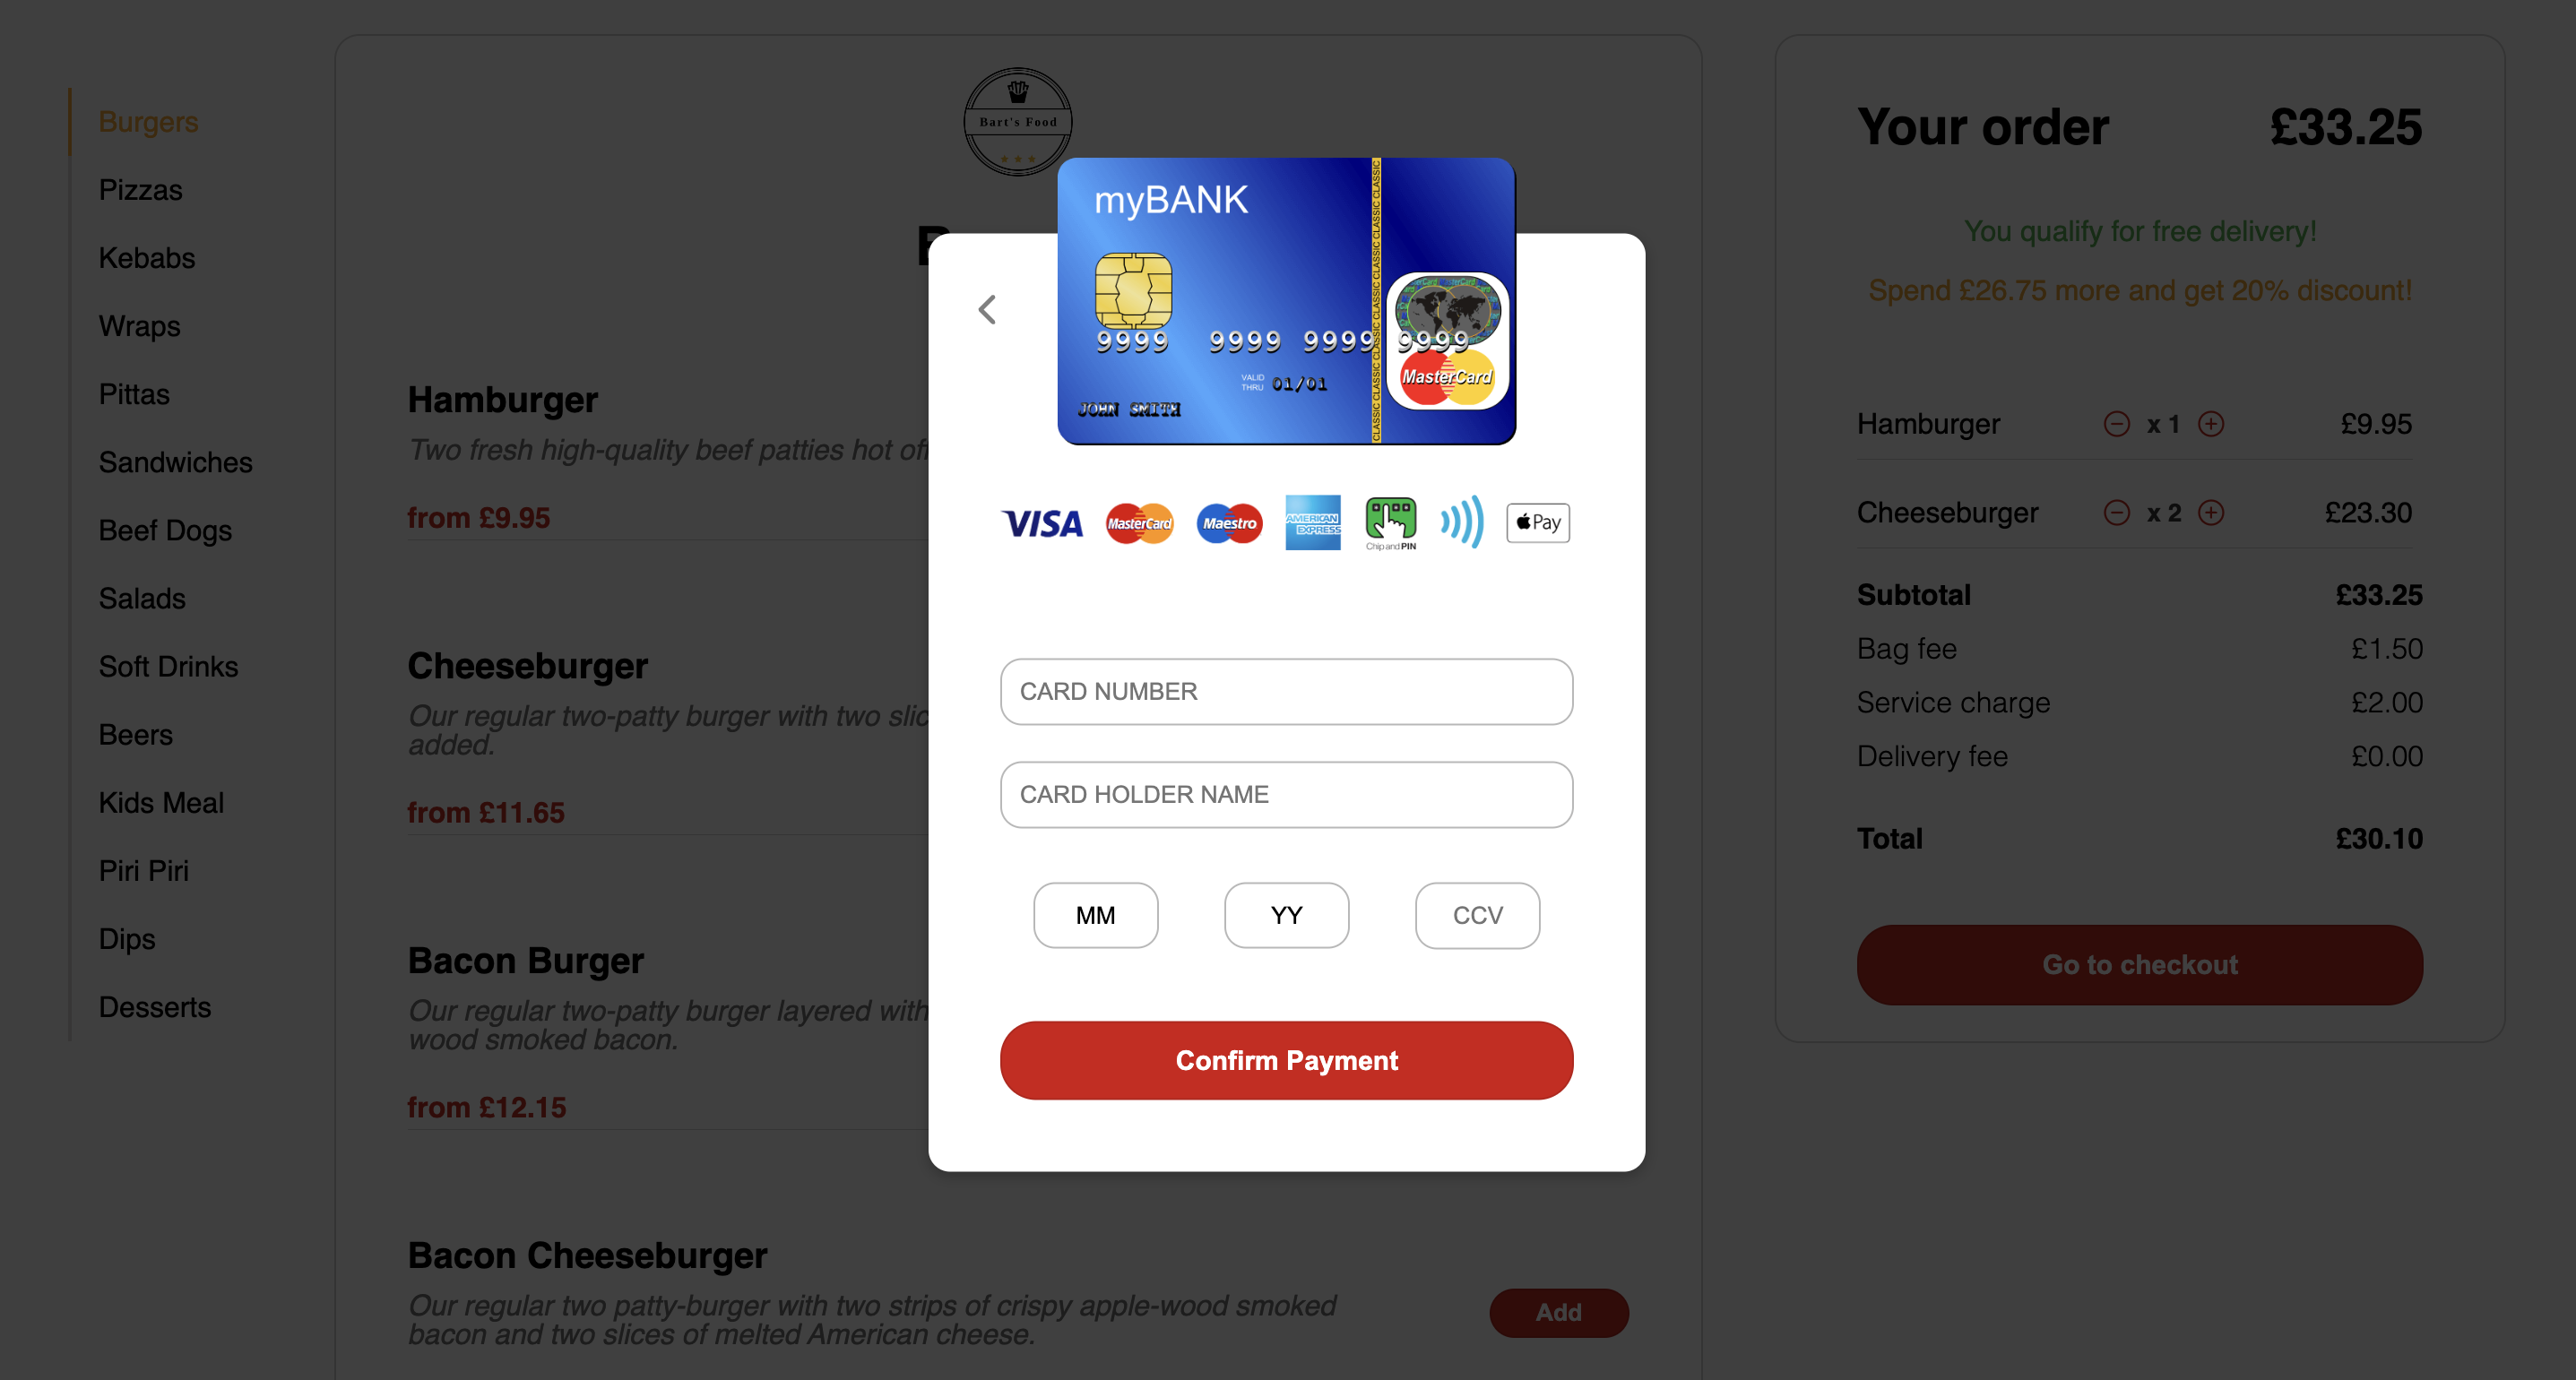 Burgers
Pizzas
Kebabs
Wraps
Pittas
Sandwiches
Beef Dogs
Salads
Soft Drinks
Beers
Kids Meal
Piri Piri
Dips
Desserts
Bart's Food
B
Hamburger
Two fresh high-quality beef patties hot off
from £9.95
Cheeseburger
Our regular two-patty burger with two slic
added.
from £11.65
Bacon Burger
Our regular two-patty burger layered with
wood smoked bacon.
from £12.15
Bacon Cheeseburger
Our regular two patty-burger with two strips of crispy apple-wood smoked
bacon and two slices of melted American cheese.
Add
myBANK
CLASSIC CLASSIC CLASSIC CLASSIC CLASSIC CLASSIC CLASSIC
9999 9999 9999 9999
MasterCard
VALID
THRU 01/01
JOHN SMITH
VISA MasterCard Maestro AMERICAN EXPRESS Chip and PIN Pay
CARD NUMBER
CARD HOLDER NAME
MM YY CCV
Confirm Payment
Your order £33.25
You qualify for free delivery!
Spend £26.75 more and get 20% discount!
Hamburger x 1 £9.95
Cheeseburger x 2 £23.30
Subtotal £33.25
Bag fee £1.50
Service charge £2.00
Delivery fee £0.00
Total £30.10
Go to checkout